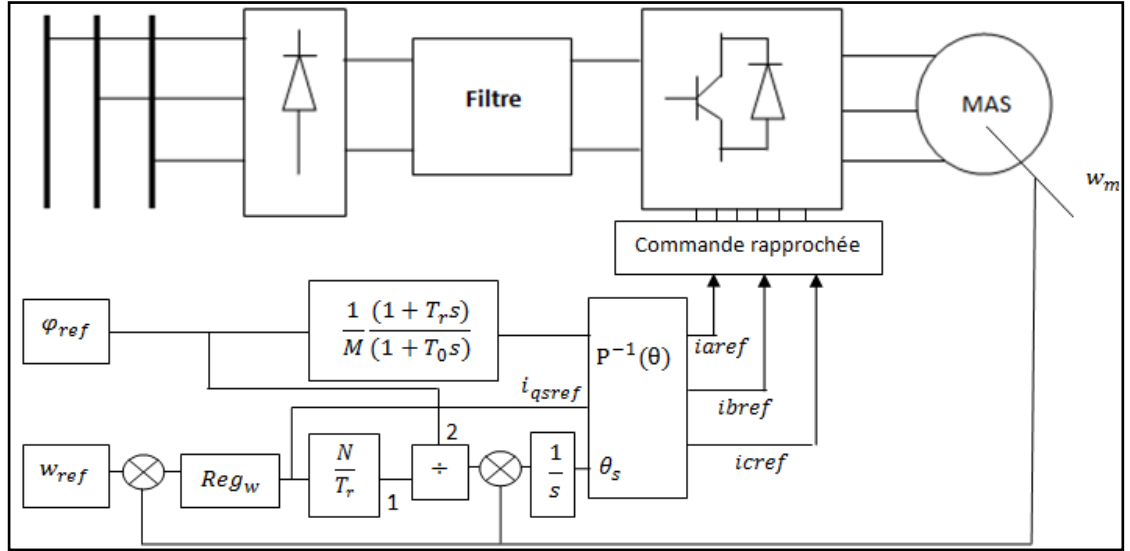 Filtre
MAS
w_m
Commande rapprochée
φ_ref
1/M (1 + T_r s)/(1 + T_0 s)
P⁻¹(θ)
iaref
i_qsref
ibref
2
w_ref
Reg_w
N/T_r
1
÷
1/s
θ_s
icref